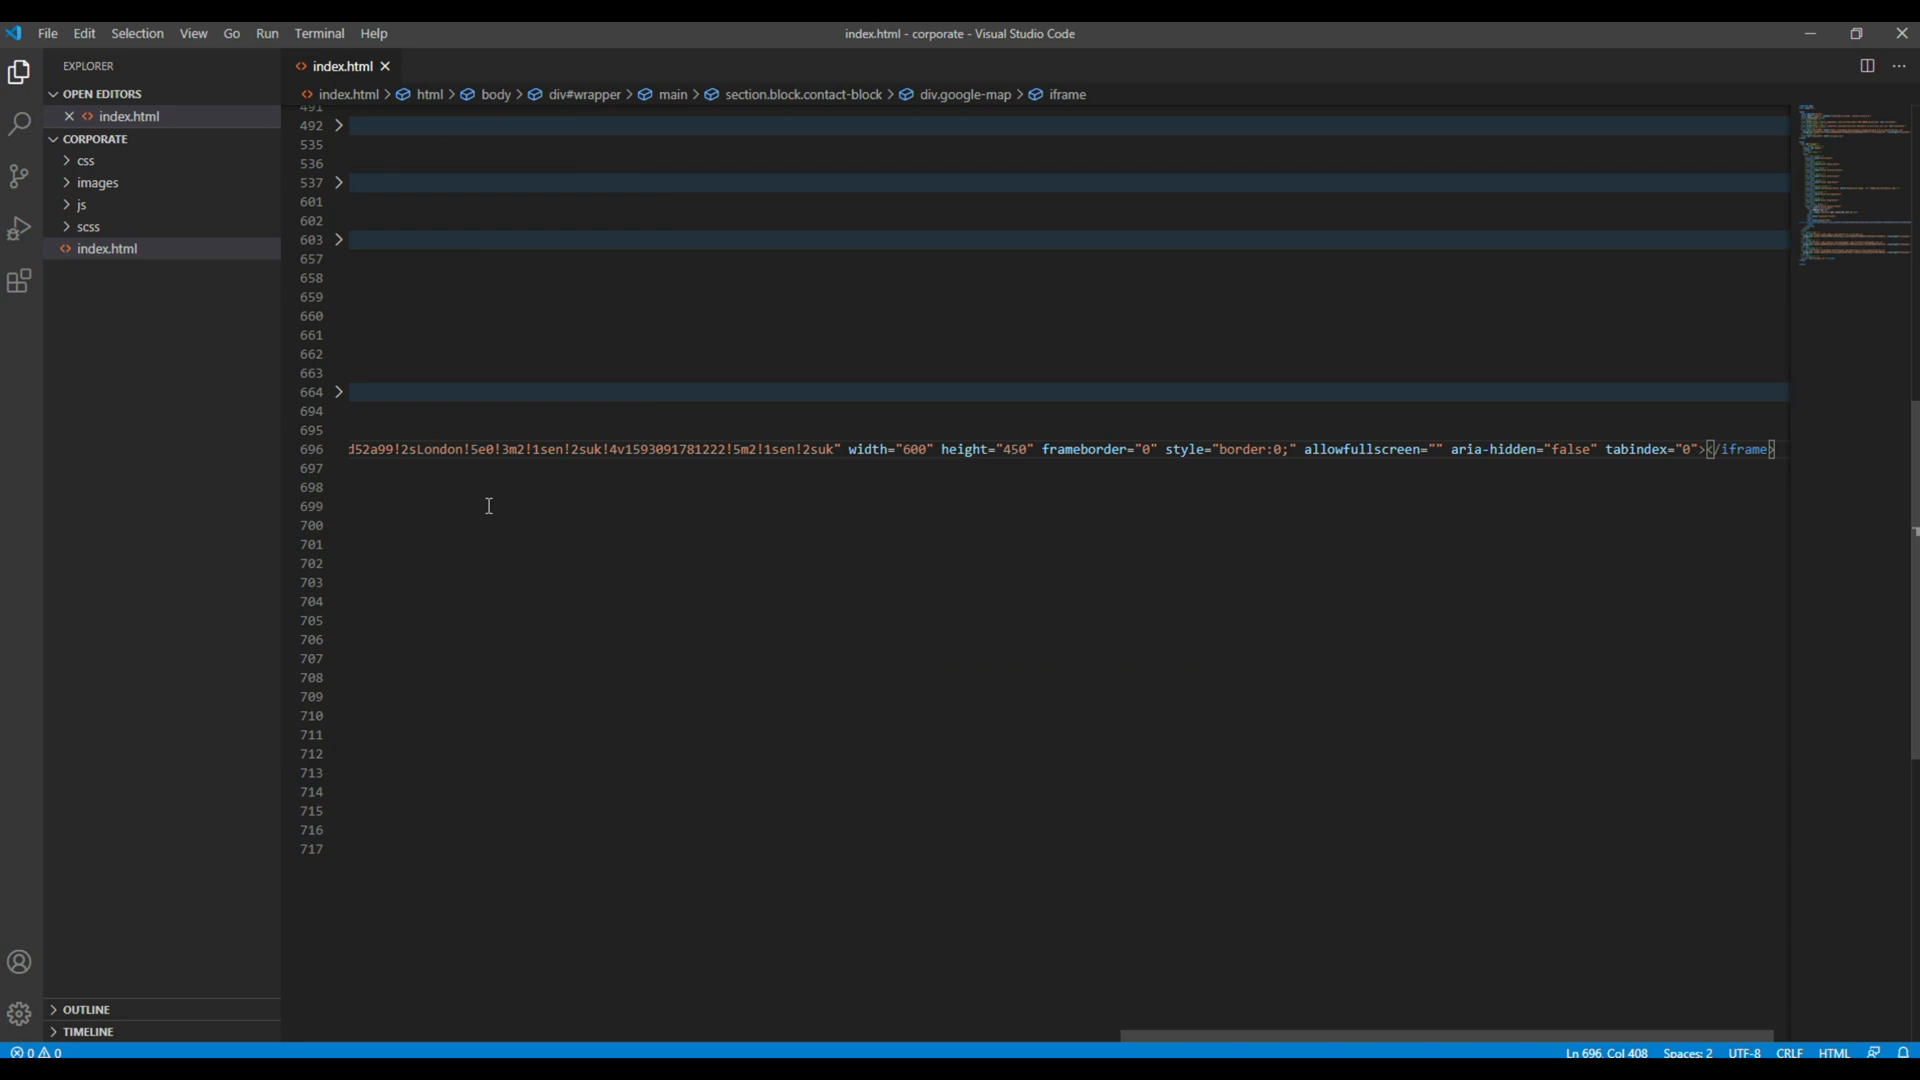 File Edit Selection View Go Run Terminal Help
index.html - corporate - Visual Studio Code
EXPLORER
index.html
OPEN EDITORS
index.html > html > body > div#wrapper > main > section.block.contact-block > div.google-map > iframe
index.html
CORPORATE
css
images
js
scss
index.html
491
492
535
536
537
601
602
603
657
658
659
660
661
662
663
664
694
695
696 d52a99!2sLondon!5e0!3m2!1sen!2suk!4v1593091781222!5m2!1sen!2suk" width="600" height="450" frameborder="0" style="border:0;" allowfullscreen="" aria-hidden="false" tabindex="0"></iframe>
697
698
699
700
701
702
703
704
705
706
707
708
709
710
711
712
713
714
715
716
717
OUTLINE
TIMELINE
0 0
Ln 696, Col 408 Spaces: 2 UTF-8 CRLF HTML